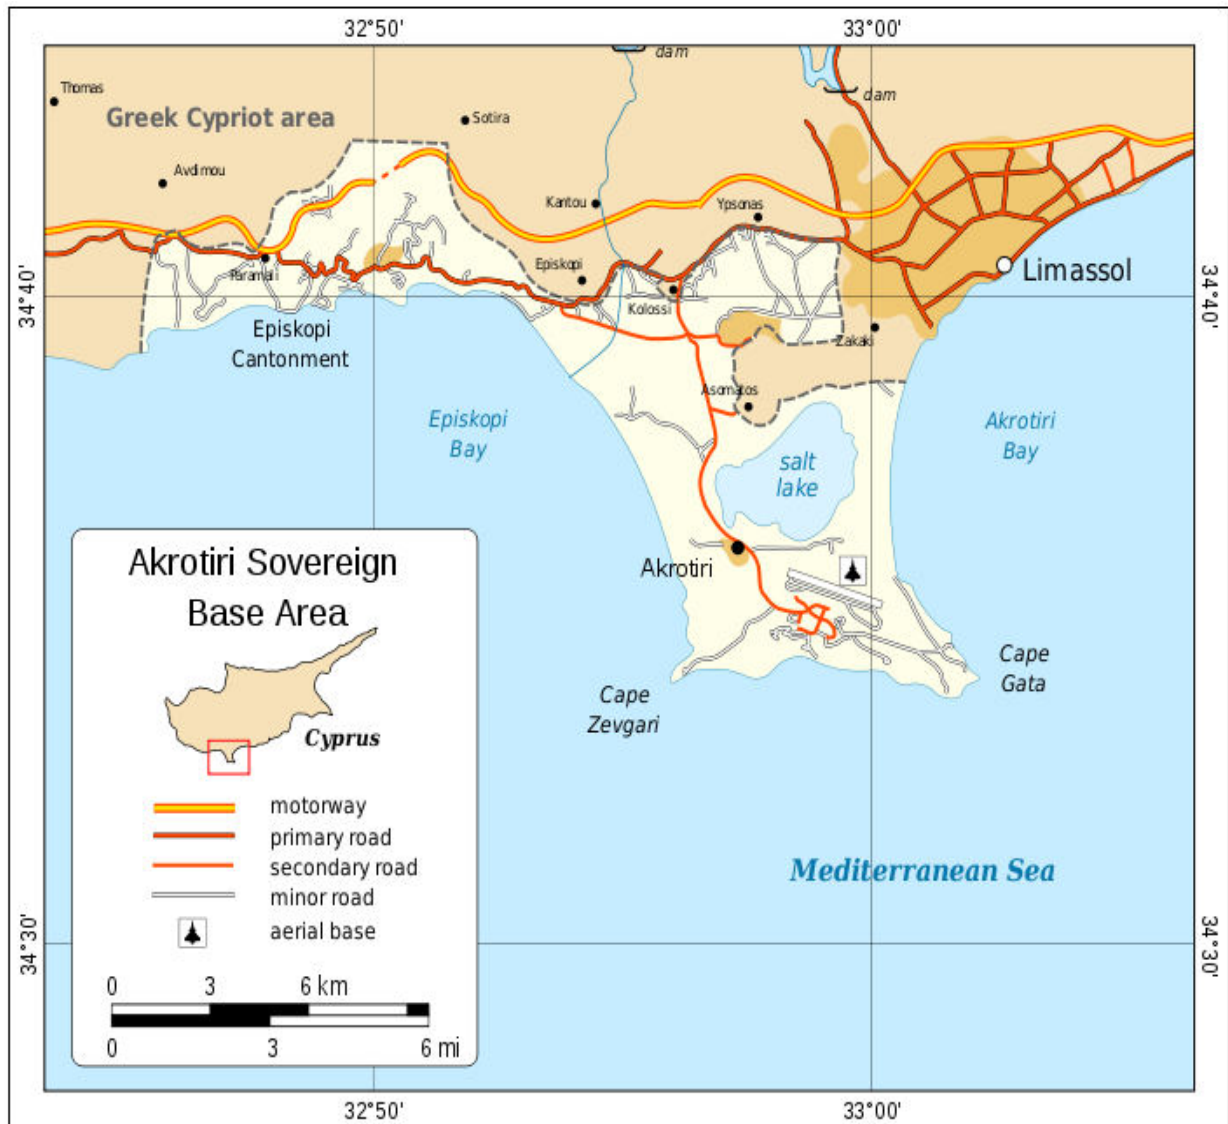 32°50'
33°00'
dam
Thomas
dam
Greek Cypriot area
Sotira
Avdimou
Kantou
Ypsonas
Episkopi
Paramali
Limassol
34°40'
34°40'
Kolossi
Episkopi
Cantonment
Zakaki
Asomatos
Episkopi
Bay
Akrotiri
Bay
salt
lake
Akrotiri
Akrotiri Sovereign
Base Area
Cape
Gata
Cape
Zevgari
Cyprus
motorway
primary road
secondary road
minor road
aerial base
Mediterranean Sea
34°30'
34°30'
0 3 6 km
0 3 6 mi
32°50'
33°00'